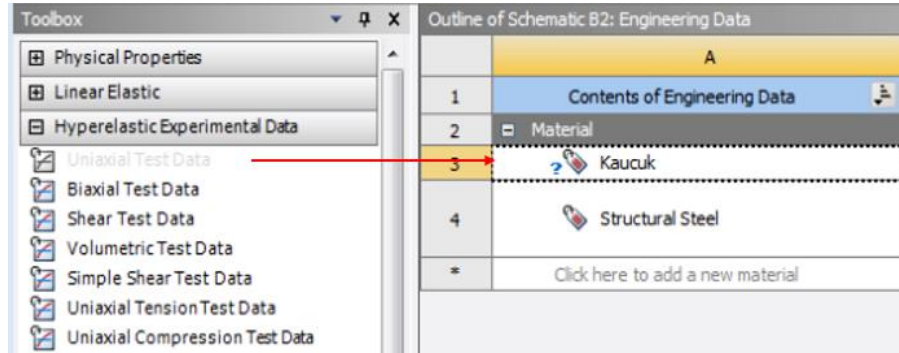 Toolbox
Physical Properties
Linear Elastic
Hyperelastic Experimental Data
Uniaxial Test Data
Biaxial Test Data
Shear Test Data
Volumetric Test Data
Simple Shear Test Data
Uniaxial Tension Test Data
Uniaxial Compression Test Data
Outline of Schematic B2: Engineering Data
A
1 Contents of Engineering Data
2 Material
3 ? Kaucuk
4 Structural Steel
* Click here to add a new material